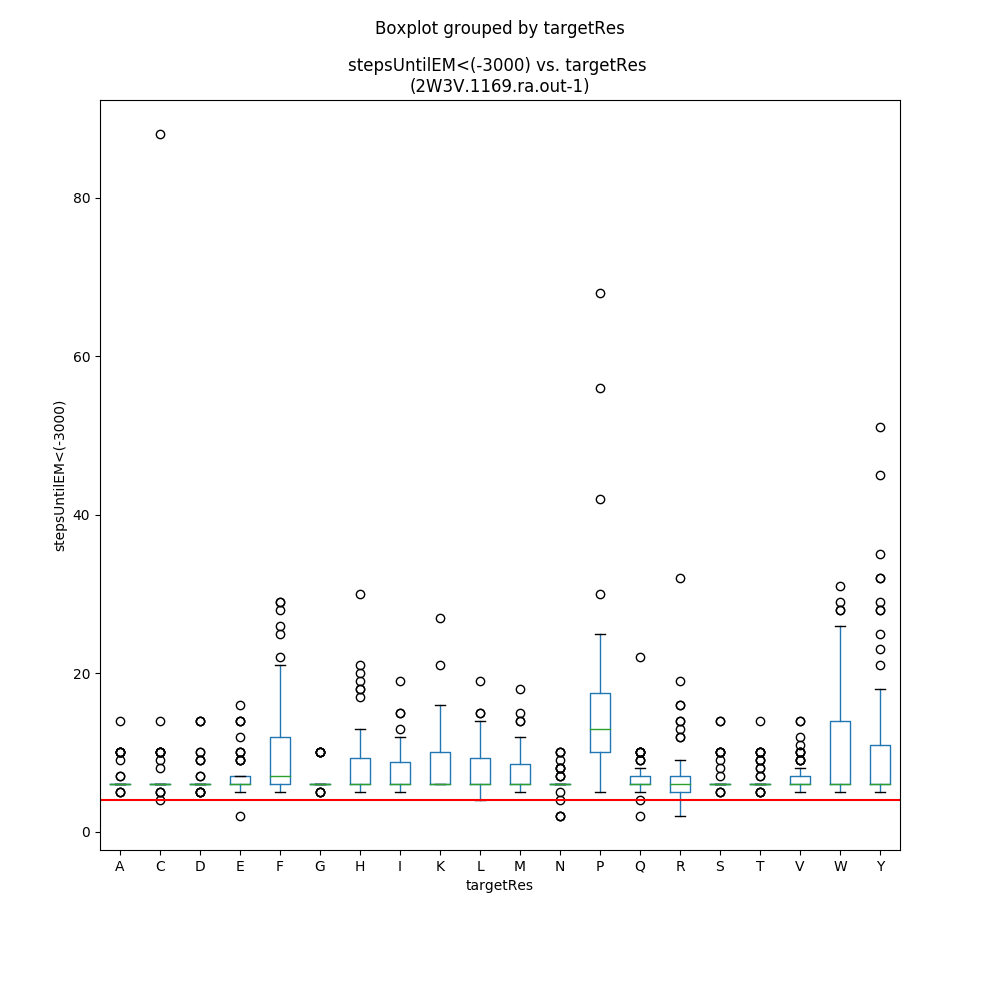 Boxplot grouped by targetRes
stepsUntilEM<(-3000) vs. targetRes
(2W3V.1169.ra.out-1)
stepsUntilEM<(-3000)
80
60
40
20
0
A C D E F G H I K L M N P Q R S T V W Y
targetRes